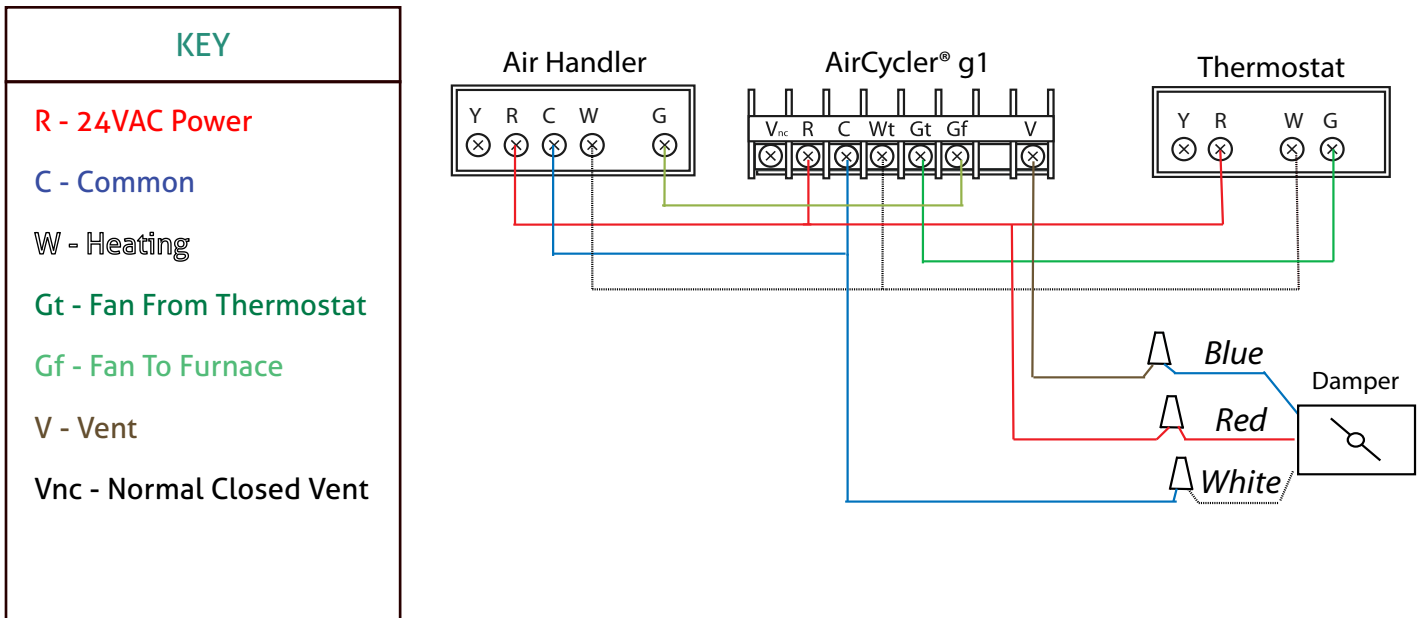 KEY
R - 24VAC Power
C - Common
W - Heating
Gt - Fan From Thermostat
Gf - Fan To Furnace
V - Vent
Vnc - Normal Closed Vent
Air Handler
Y R C W G
AirCycler® g1
Vnc R C Wt Gt Gf V
Thermostat
Y R W G
Blue
Damper
Red
White